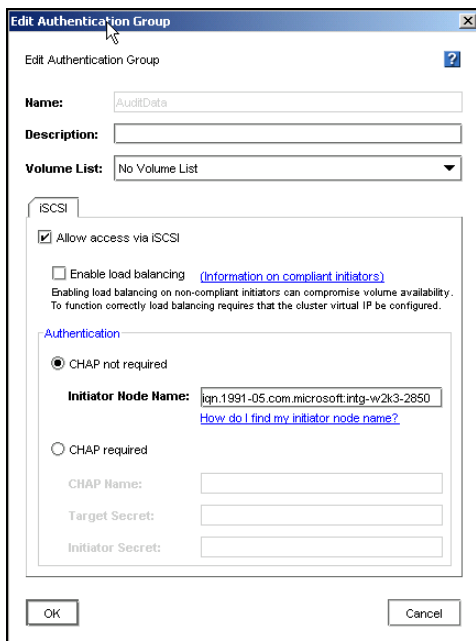 Edit Authentication Group
Edit Authentication Group
?
Name: AuditData
Description:
Volume List: No Volume List
iSCSI
Allow access via iSCSI
Enable load balancing (Information on compliant initiators)
Enabling load balancing on non-compliant initiators can compromise volume availability.
To function correctly load balancing requires that the cluster virtual IP be configured.
Authentication
CHAP not required
Initiator Node Name: iqn.1991-05.com.microsoft:intg-w2k3-2850
How do I find my initiator node name?
CHAP required
CHAP Name:
Target Secret:
Initiator Secret:
OK Cancel